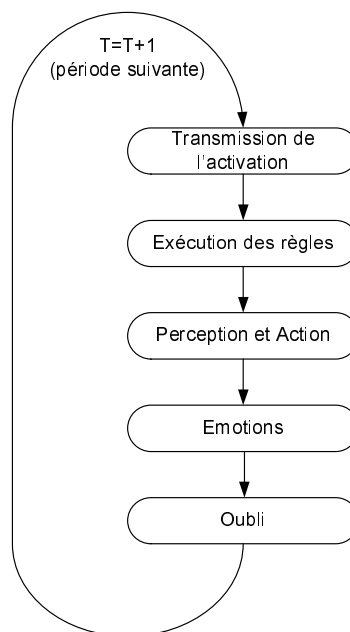 T=T+1
(période suivante)
Transmission de
l'activation
Exécution des règles
Perception et Action
Emotions
Oubli